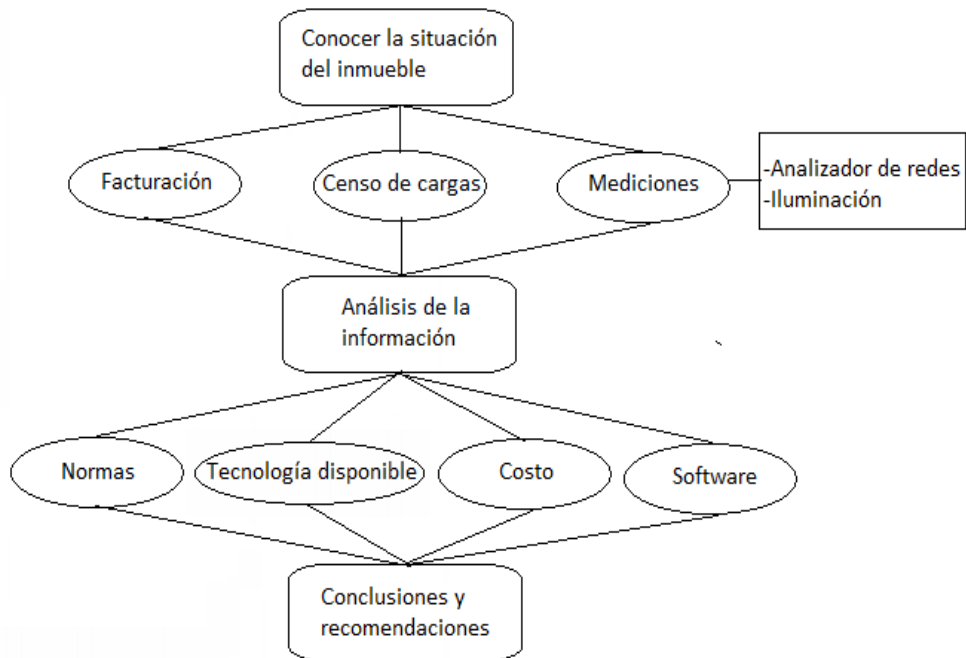 Conocer la situación
del inmueble
Facturación
Censo de cargas
Mediciones
-Analizador de redes
-Iluminación
Análisis de la
información
Normas
Tecnología disponible
Costo
Software
Conclusiones y
recomendaciones